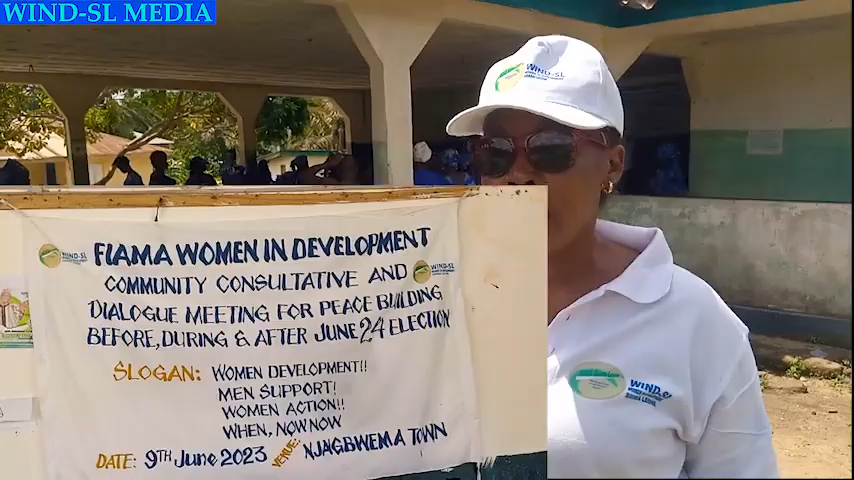 WIND-SL MEDIA
WIND-SL
FIAMA WOMEN IN DEVELOPMENT
COMMUNITY CONSULTATIVE AND
DIALOGUE MEETING FOR PEACE BUILDING
BEFORE, DURING & AFTER JUNE 24 ELECTION
SLOGAN: WOMEN DEVELOPMENT!!
MEN SUPPORT!
WOMEN ACTION!!
WHEN, NOW NOW
DATE: 9TH June 2023 VENUE: NJAGBWEMA TOWN
WIND-SL
WIND-SL
WIND-SL